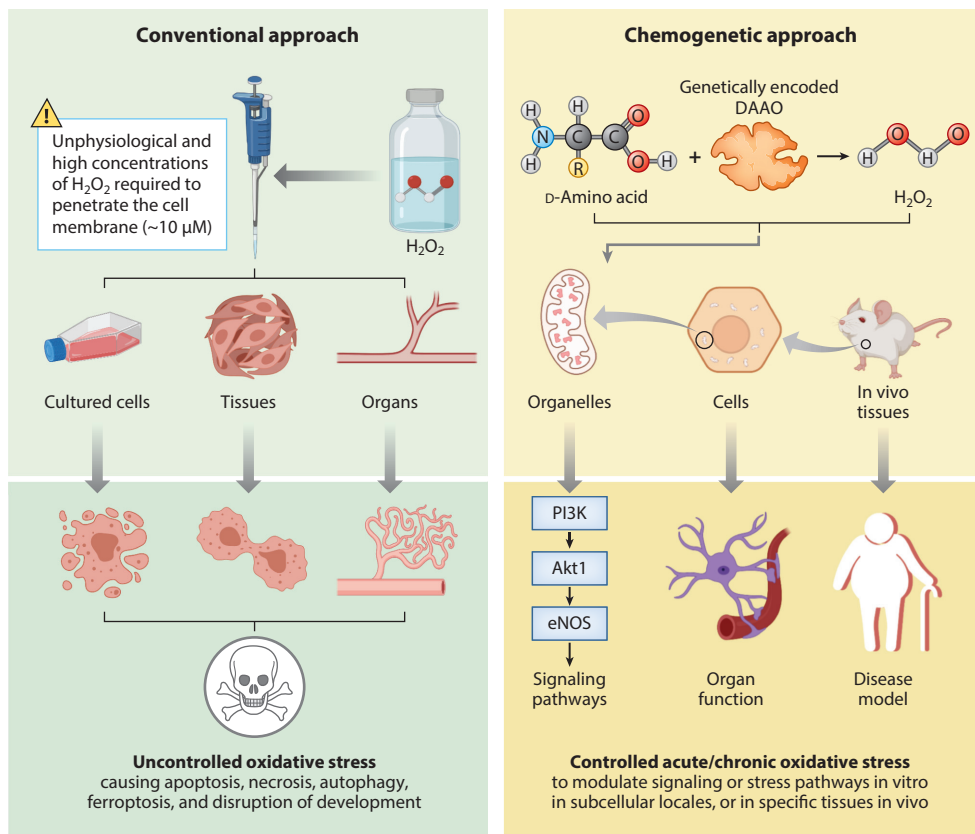 Conventional approach
!
Unphysiological and
high concentrations
of H₂O₂ required to
penetrate the cell
membrane (~10 μM)
H₂O₂
Cultured cells
Tissues
Organs
Uncontrolled oxidative stress
causing apoptosis, necrosis, autophagy,
ferroptosis, and disruption of development
Chemogenetic approach
Genetically encoded
DAAO
H
H
O
N
C
C
+
O
H
H
R
O
O
H
H
D-Amino acid
H₂O₂
Organelles
Cells
In vivo
tissues
PI3K
Akt1
eNOS
Signaling
pathways
Organ
function
Disease
model
Controlled acute/chronic oxidative stress
to modulate signaling or stress pathways in vitro
in subcellular locales, or in specific tissues in vivo